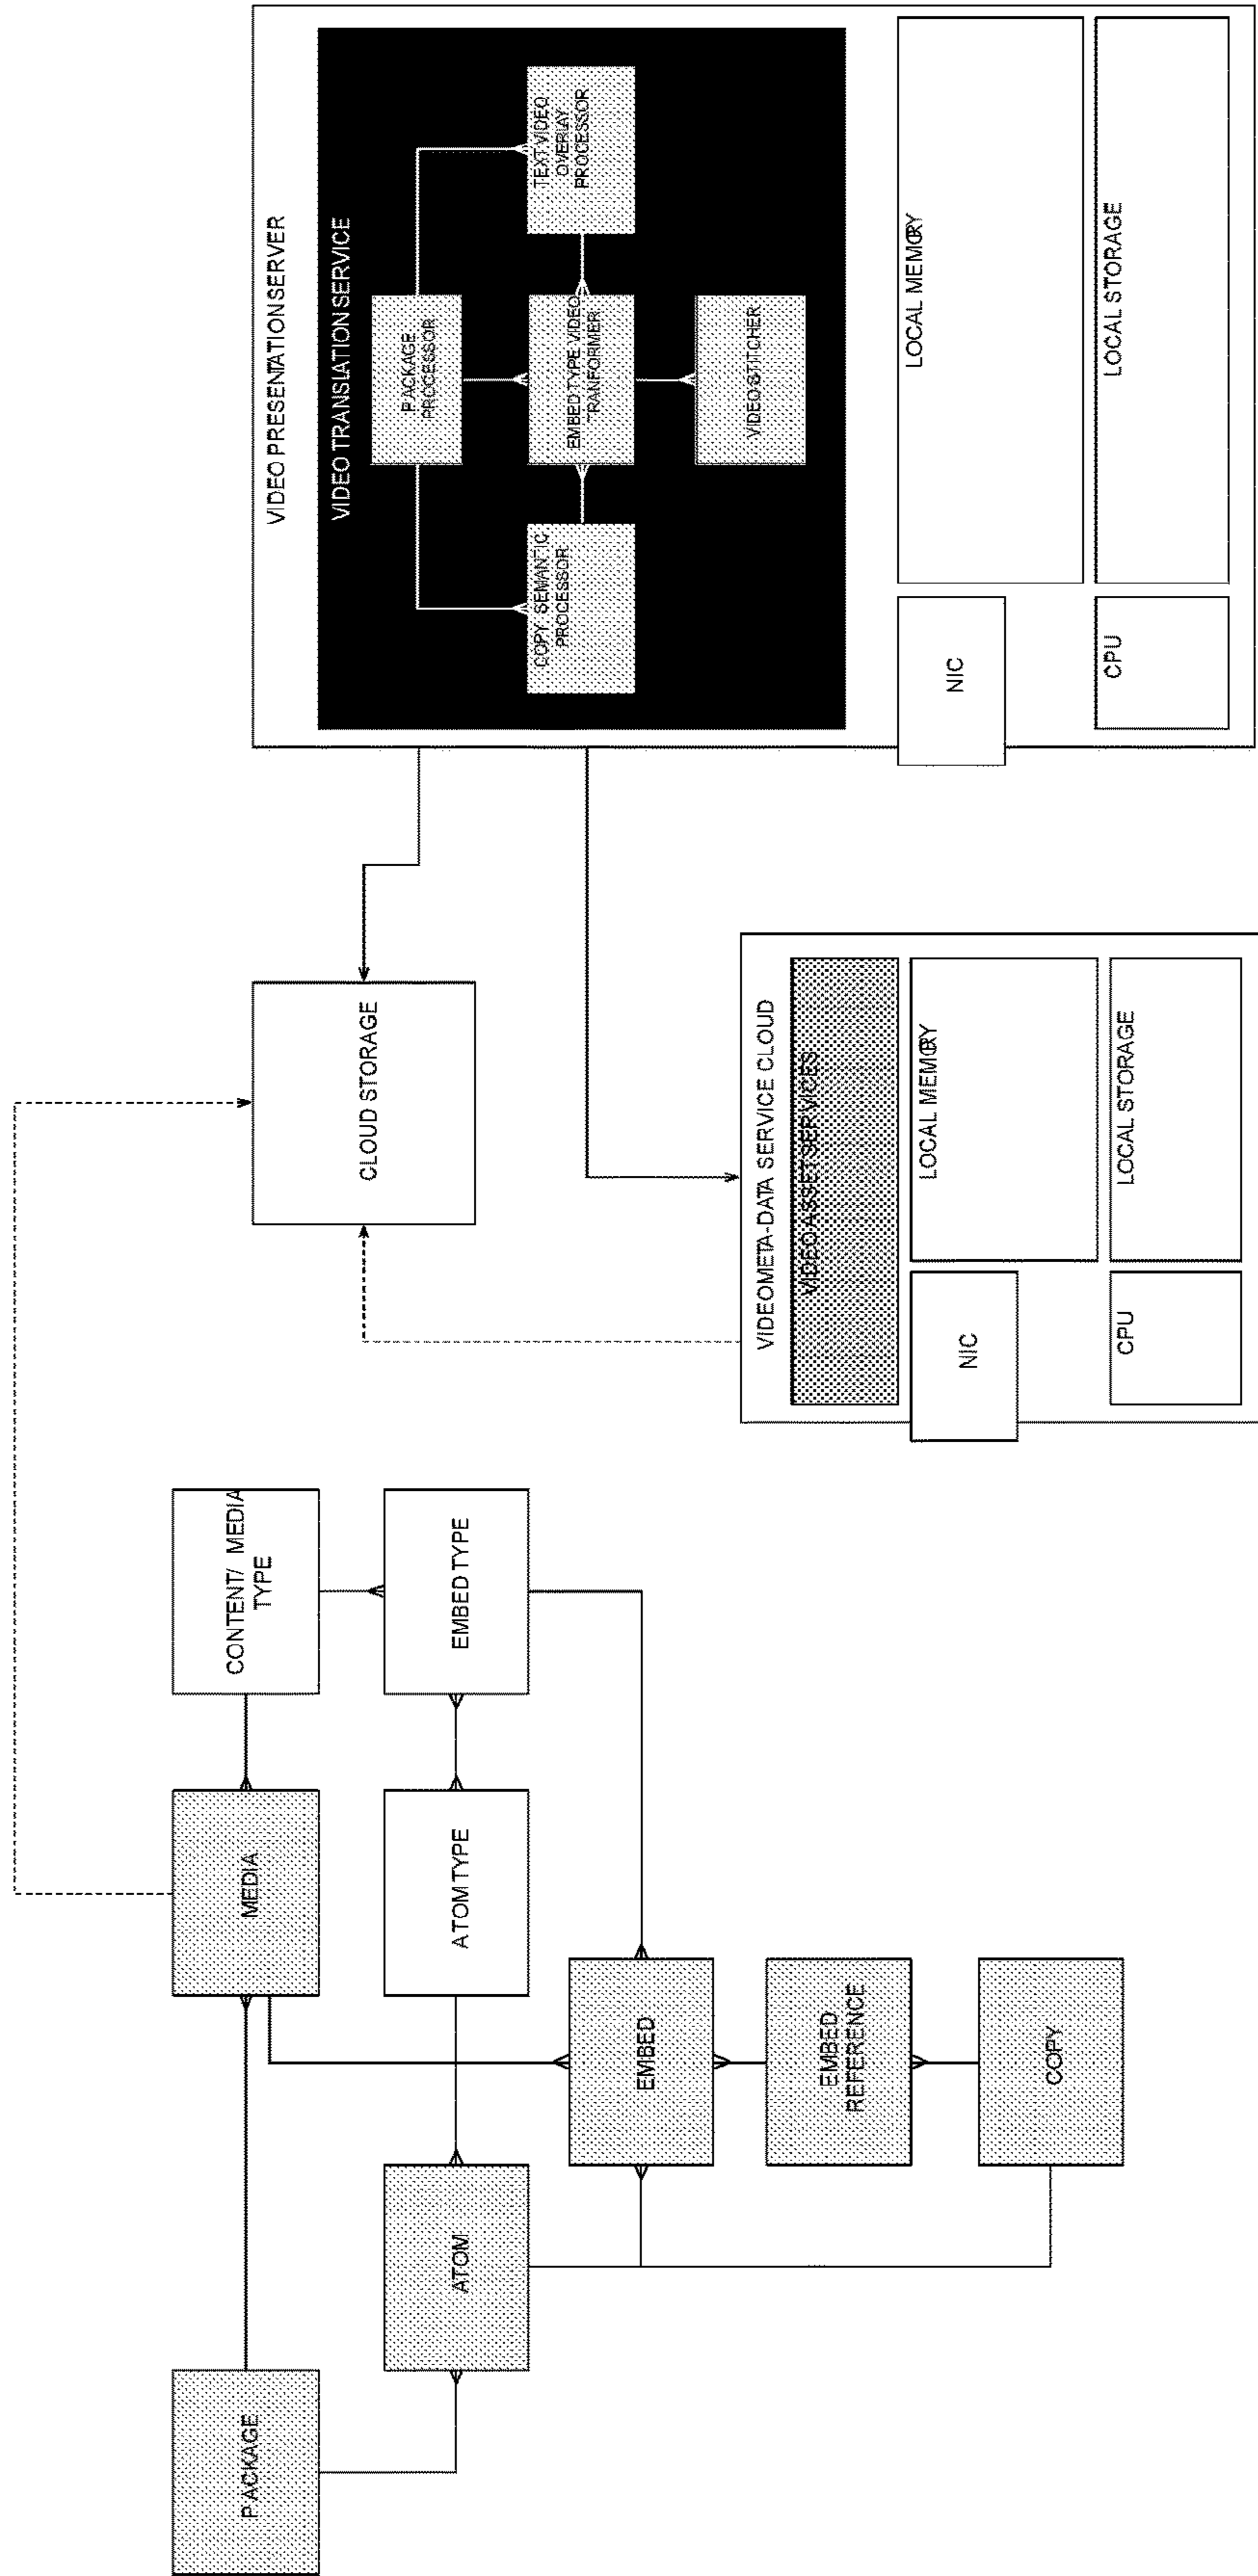 PACKAGE
MEDIA
CONTENT/ MEDIA
TYPE
ATOM
ATOM TYPE
EMBED TYPE
EMBED
EMBED
REFERENCE
COPY
CLOUD STORAGE
VIDEOMETA-DATA SERVICE CLOUD
VIDEO ASSET SERVICES
NIC
LOCAL MEMORY
CPU
LOCAL STORAGE
VIDEO PRESENTATION SERVER
VIDEO TRANSLATION SERVICE
PACKAGE
PROCESSOR
COPY SEMANTIC
PROCESSOR
EMBED TYPE VIDEO
TRANFORMER
TEXT VIDEO
OVERLAY
PROCESSOR
VIDEO STITCHER
NIC
LOCAL MEMORY
CPU
LOCAL STORAGE